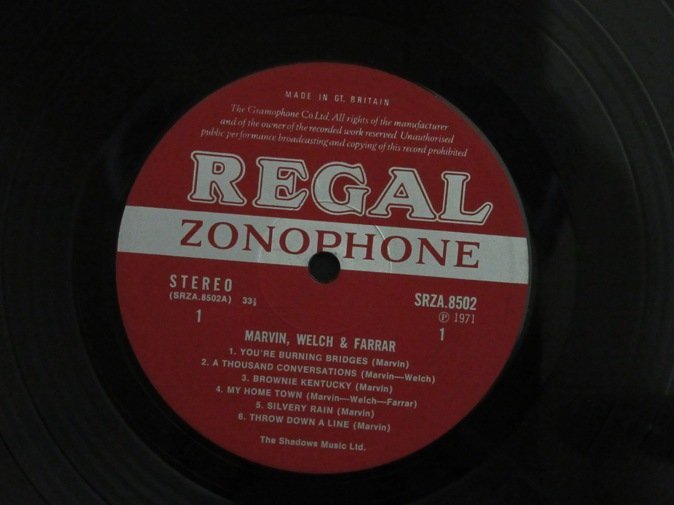 MADE IN GT. BRITAIN
The Gramophone Co.Ltd. All rights of the manufacturer
and of the owner of the recorded work reserved Unauthorised
public performance broadcasting and copying of this record prohibited
REGAL
ZONOPHONE
STEREO
(SRZA.8502A) 33⅓
1
SRZA.8502
℗ 1971
1
MARVIN, WELCH & FARRAR
1. YOU'RE BURNING BRIDGES (Marvin)
2. A THOUSAND CONVERSATIONS (Marvin—Welch)
3. BROWNIE KENTUCKY (Marvin)
4. MY HOME TOWN (Marvin—Welch—Farrar)
5. SILVERY RAIN (Marvin)
6. THROW DOWN A LINE (Marvin)
The Shadows Music Ltd.